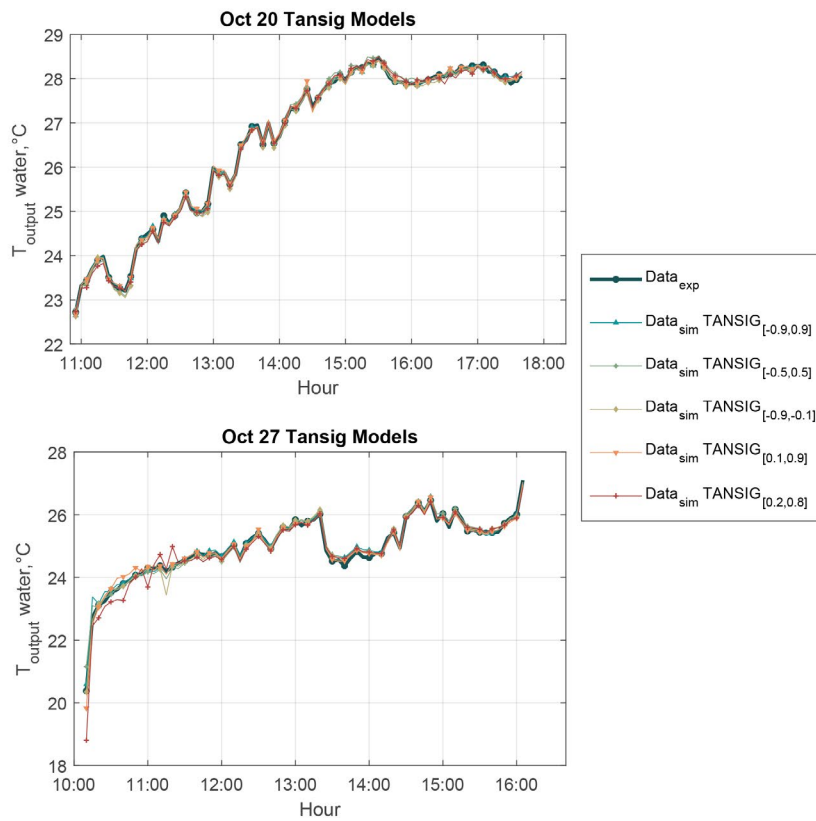 Oct 20 Tansig Models
29
28
27
26
25
24
23
22
T_output water,°C
11:00 12:00 13:00 14:00 15:00 16:00 17:00 18:00
Hour
Data_exp
Data_sim TANSIG_[-0.9,0.9]
Data_sim TANSIG_[-0.5,0.5]
Data_sim TANSIG_[-0.9,-0.1]
Data_sim TANSIG_[0.1,0.9]
Data_sim TANSIG_[0.2,0.8]
Oct 27 Tansig Models
28
26
24
22
20
18
T_output water,°C
10:00 11:00 12:00 13:00 14:00 15:00 16:00
Hour